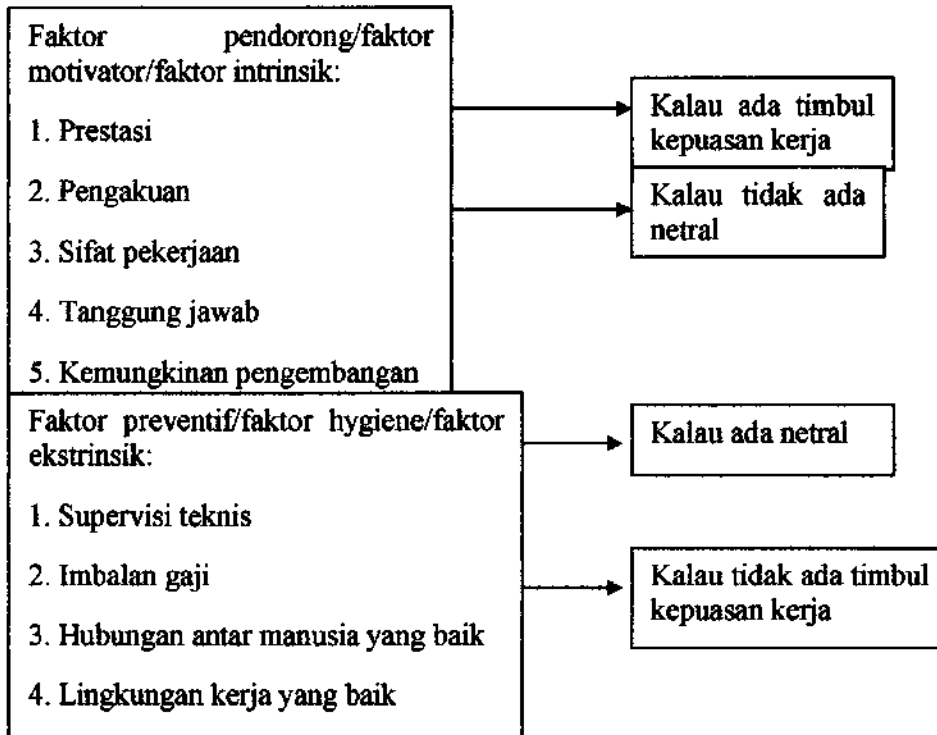 Faktor pendorong/faktor
motivator/faktor intrinsik:
1. Prestasi
2. Pengakuan
3. Sifat pekerjaan
4. Tanggung jawab
5. Kemungkinan pengembangan
Kalau ada timbul
kepuasan kerja
Kalau tidak ada
netral
Faktor preventif/faktor hygiene/faktor
ekstrinsik:
1. Supervisi teknis
2. Imbalan gaji
3. Hubungan antar manusia yang baik
4. Lingkungan kerja yang baik
Kalau ada netral
Kalau tidak ada timbul
kepuasan kerja